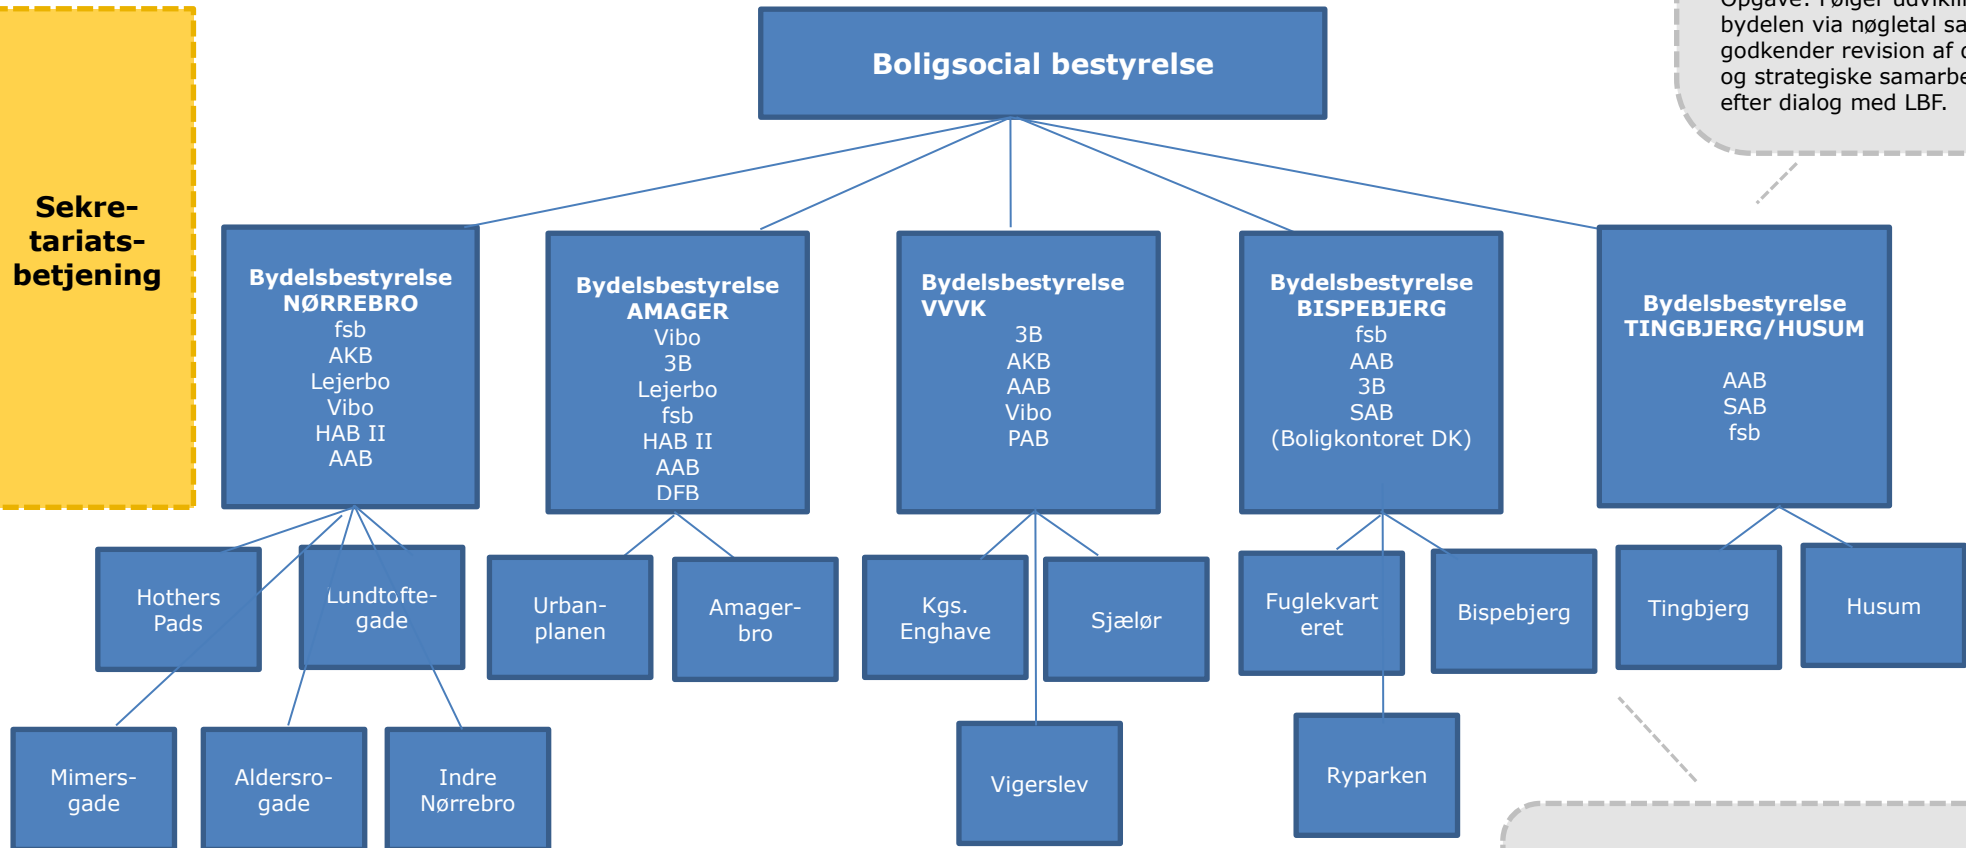 Boligsocial bestyrelse
bydelen via nøgletal
godkender revision af
og strategiske
efter dialog med LBF.
Sekre-
tariats-
betjening
Bydelsbestyrelse
NØRREBRO
fsb
AKB
Lejerbo
Vibo
HAB II
AAB
Bydelsbestyrelse
AMAGER
Vibo
3B
Lejerbo
fsb
HAB II
AAB
DFB
Bydelsbestyrelse
VVVK
3B
AKB
AAB
Vibo
PAB
Bydelsbestyrelse
BISPEBJERG
fsb
AAB
3B
SAB
(Boligkontoret DK)
Bydelsbestyrelse
TINGBJERG/HUSUM
AAB
SAB
fsb
Hothers
Pads
Lundtofte-
gade
Urban-
planen
Amager-
bro
Kgs.
Enghave
Sjælør
Fuglekvart
eret
Bispebjerg
Tingbjerg
Husum
Mimers-
gade
Aldersro-
gade
Indre
Nørrebro
Vigerslev
Ryparken